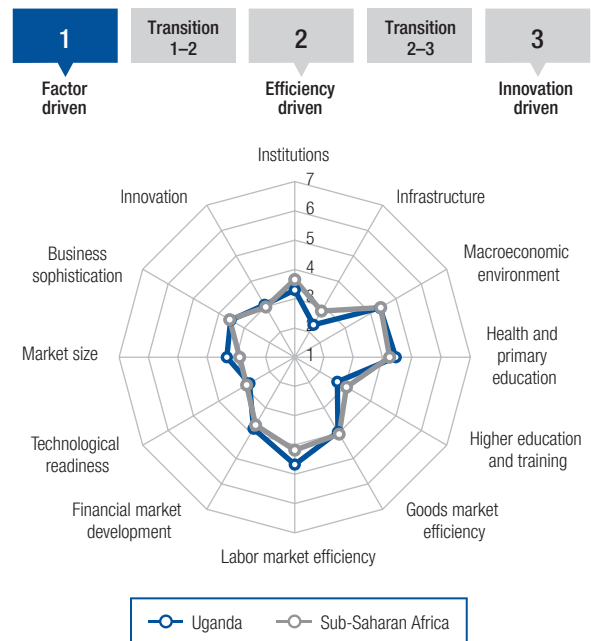 1
Transition
1–2
2
Transition
2–3
3
Factor
driven
Efficiency
driven
Innovation
driven
Institutions
Infrastructure
Macroeconomic
environment
Health and
primary
education
Higher education
and training
Goods market
efficiency
Labor market efficiency
Financial market
development
Technological
readiness
Market size
Business
sophistication
Innovation
7
6
5
4
3
2
1
Uganda
Sub-Saharan Africa